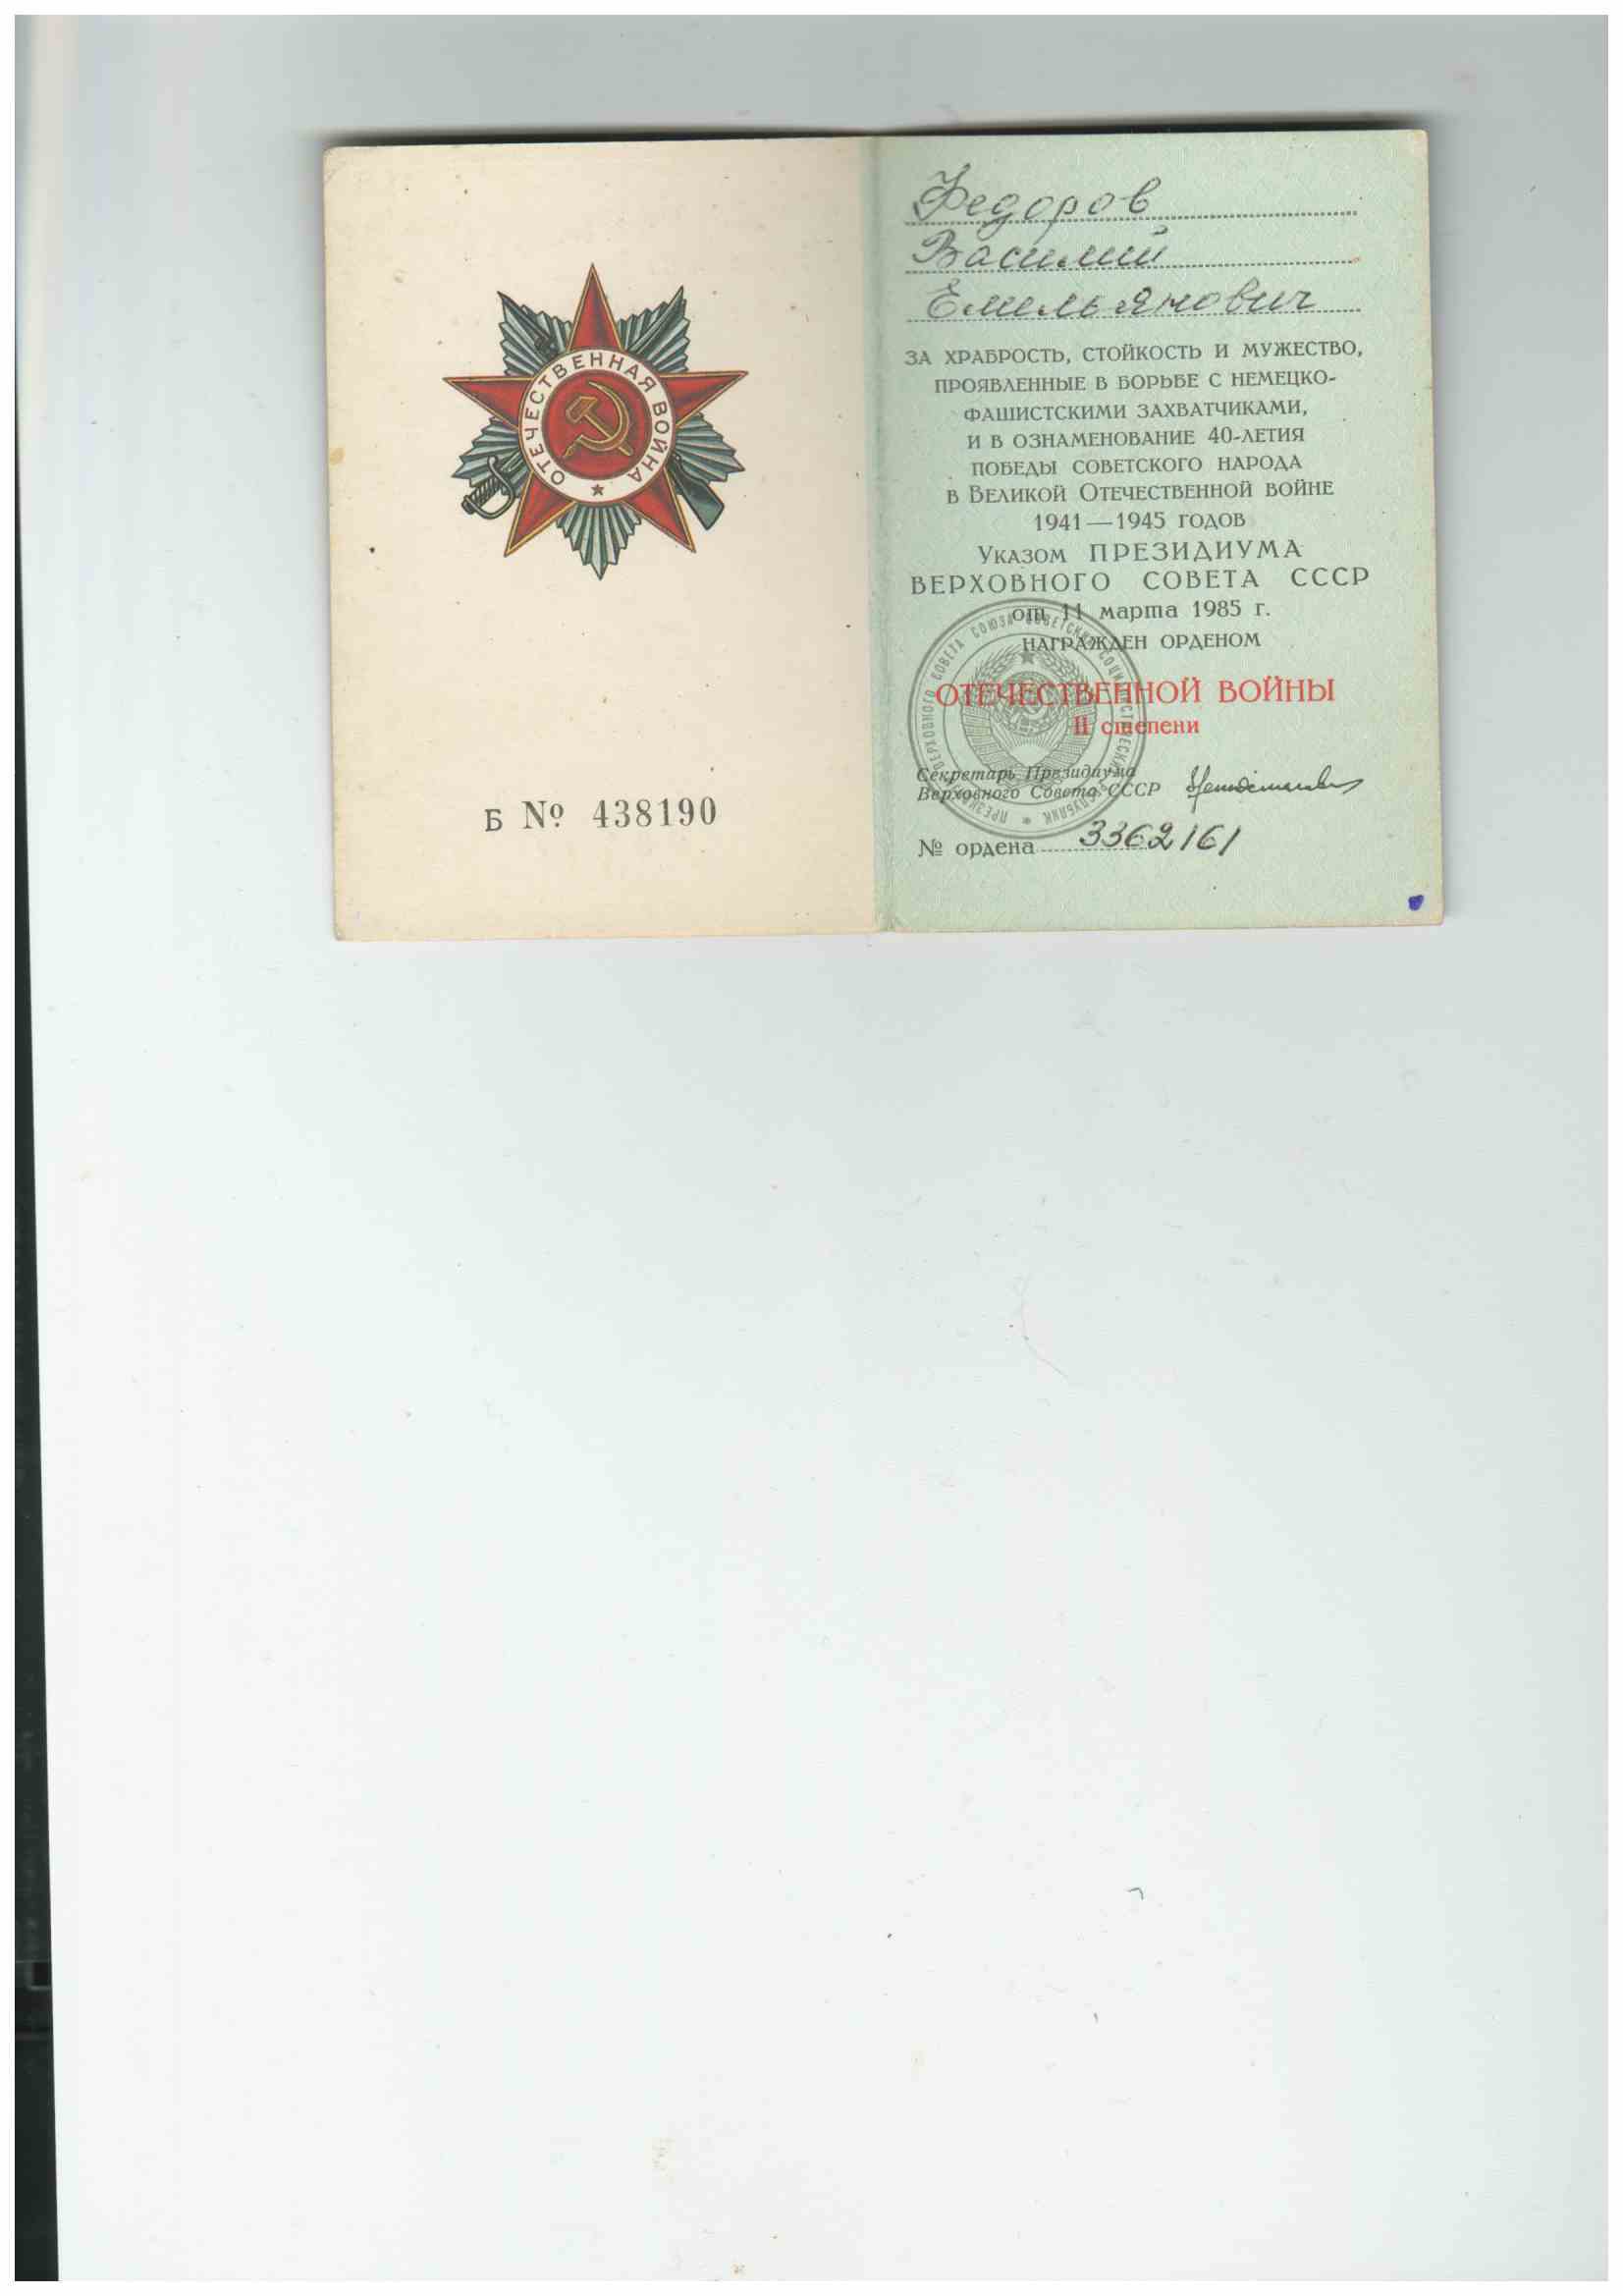 ОТЕЧЕСТВЕННАЯ ВОЙНА
Б № 438190
Федоров
Василий
Емельянович
ЗА ХРАБРОСТЬ, СТОЙКОСТЬ И МУЖЕСТВО,
ПРОЯВЛЕННЫЕ В БОРЬБЕ С НЕМЕЦКО-
ФАШИСТСКИМИ ЗАХВАТЧИКАМИ,
И В ОЗНАМЕНОВАНИЕ 40-ЛЕТИЯ
ПОБЕДЫ СОВЕТСКОГО НАРОДА
В ВЕЛИКОЙ ОТЕЧЕСТВЕННОЙ ВОЙНЕ
1941—1945 ГОДОВ
УКАЗОМ ПРЕЗИДИУМА
ВЕРХОВНОГО СОВЕТА СССР
от 11 марта 1985 г.
НАГРАЖДЕН ОРДЕНОМ
ОТЕЧЕСТВЕННОЙ ВОЙНЫ
II степени
Секретарь Президиума
Верховного Совета СССР
№ ордена 3362161